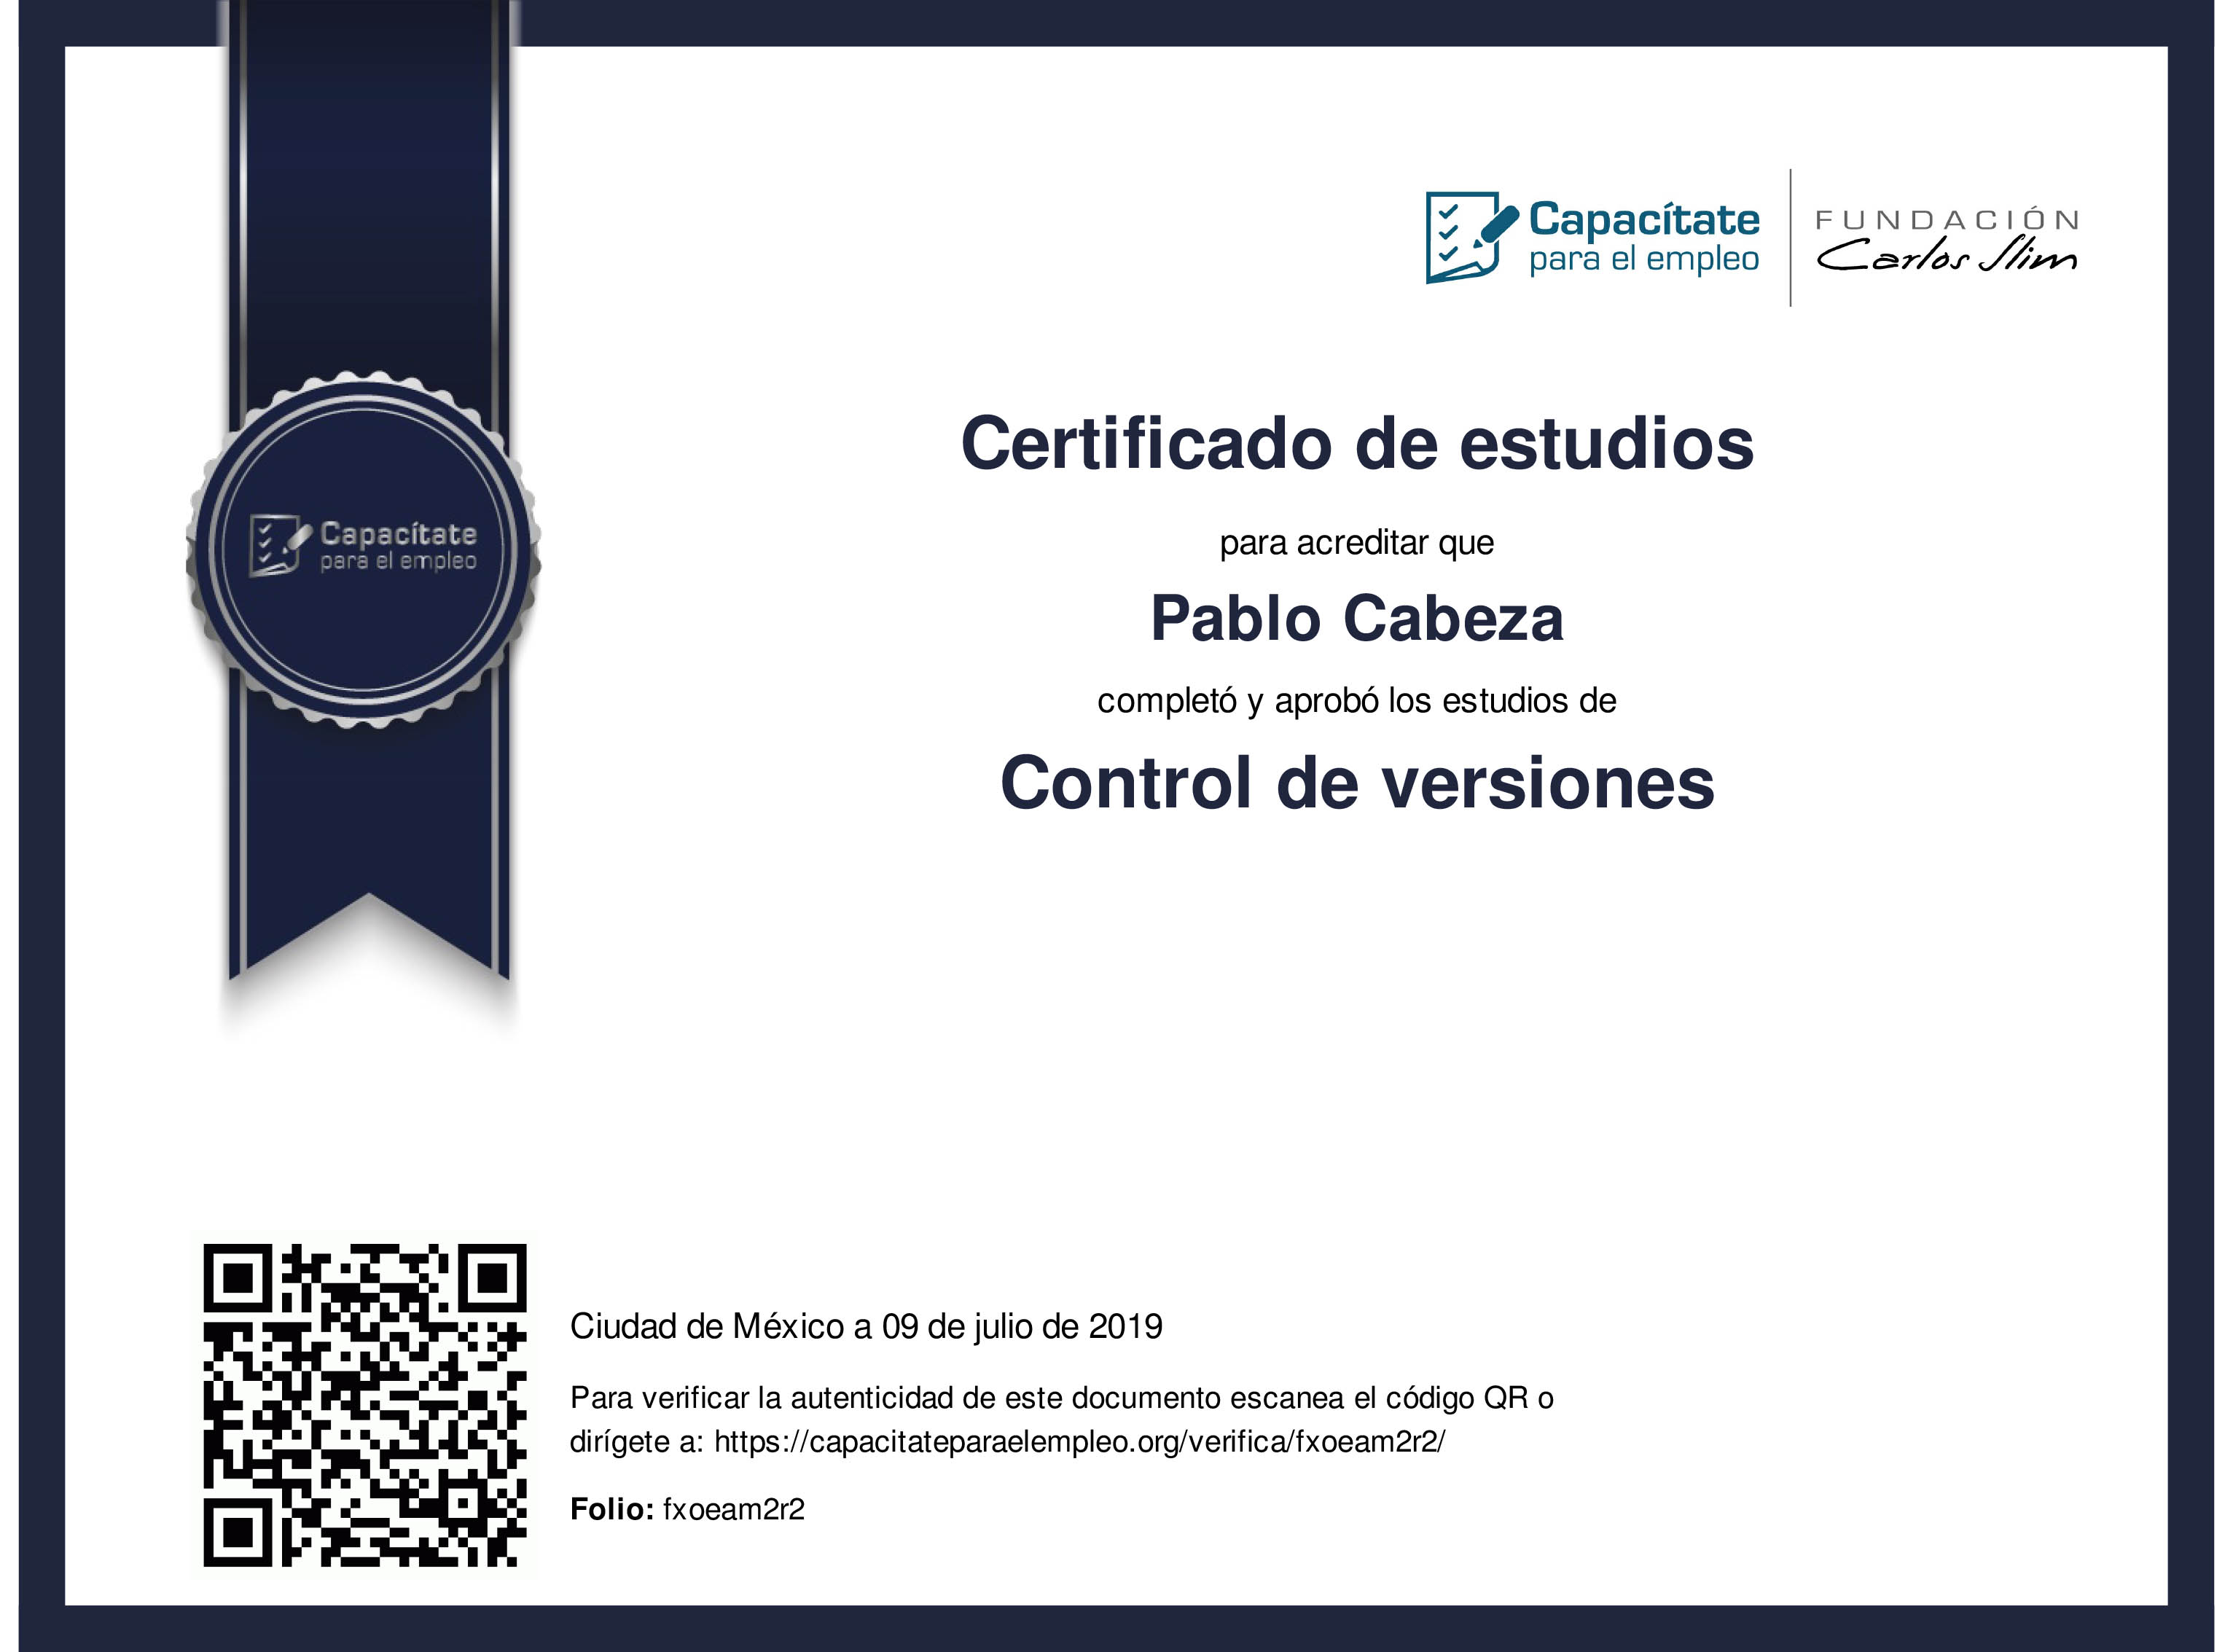 Capacítate
para el empleo
FUNDACIÓN
Carlos Slim
Certificado de estudios
para acreditar que
Pablo Cabeza
completó y aprobó los estudios de
Control de versiones
Capacítate
para el empleo
Ciudad de México a 09 de julio de 2019
Para verificar la autenticidad de este documento escanea el código QR o
dirígete a: https://capacitateparaelempleo.org/verifica/fxoeam2r2/
Folio: fxoeam2r2